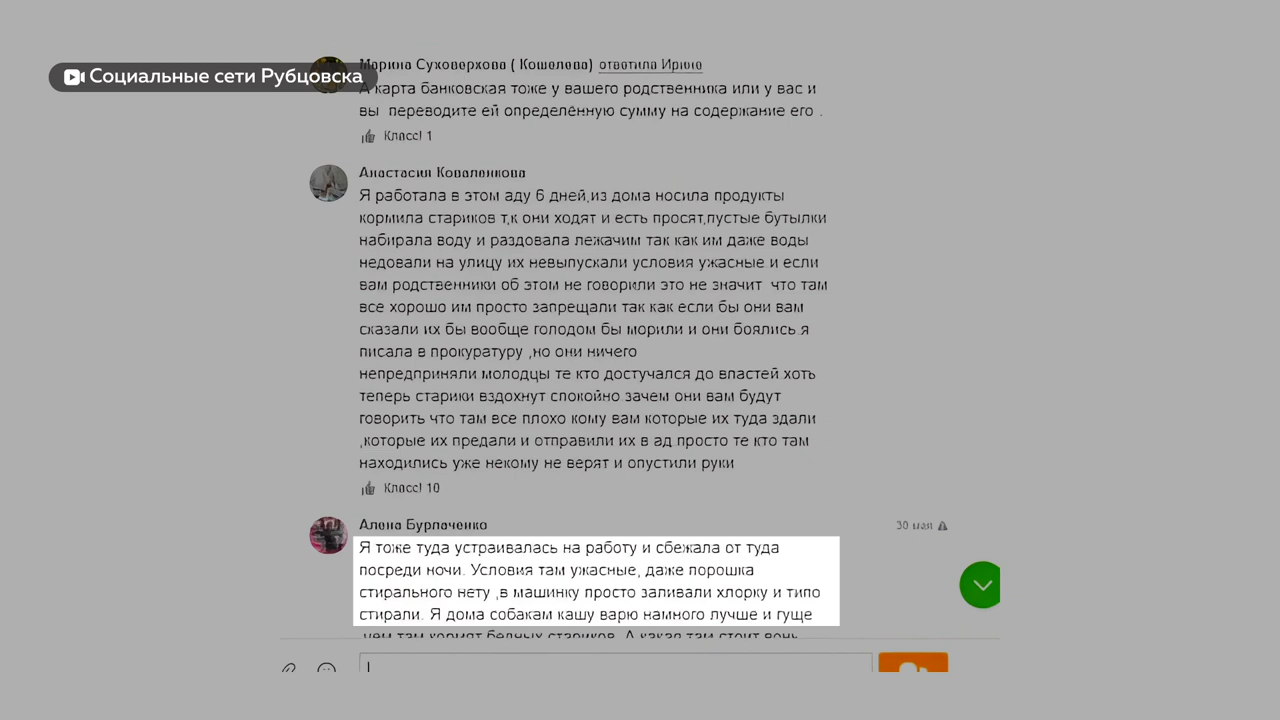 Социальные сети Рубцовска
Марина Суховерхова ( Кошелева) ответила Ирине
А карта банковская тоже у вашего родственника или у вас и
вы переводите ей определённую сумму на содержание его .
Класс! 1
Анастасия Коваленкова
Я работала в этом аду 6 дней,из дома носила продукты
кормила стариков т,к они ходят и есть просят,пустые бутылки
набирала воду и раздовала лежачим так как им даже воды
недовали на улицу их невыпускали условия ужасные и если
вам родственники об этом не говорили это не значит что там
все хорошо им просто запрещали так как если бы они вам
сказали их бы вообще голодом бы морили и они боялись.я
писала в прокуратуру ,но они ничего
непредприняли молодцы те кто достучался до властей хоть
теперь старики вздохнут спокойно зачем они вам будут
говорить что там все плохо кому вам которые их туда здали
,которые их предали и отправили их в ад.просто те кто там
находились уже некому не верят и опустили руки
Класс! 10
Алена Бурлаченко
30 мая
Я тоже туда устраивалась на работу и сбежала от туда
посреди ночи. Условия там ужасные, даже порошка
стирального нету ,в машинку просто заливали хлорку и типо
стирали. Я дома собакам кашу варю намного лучше и гуще
,чем там кормят бедных стариков. А какая там стоит вонь